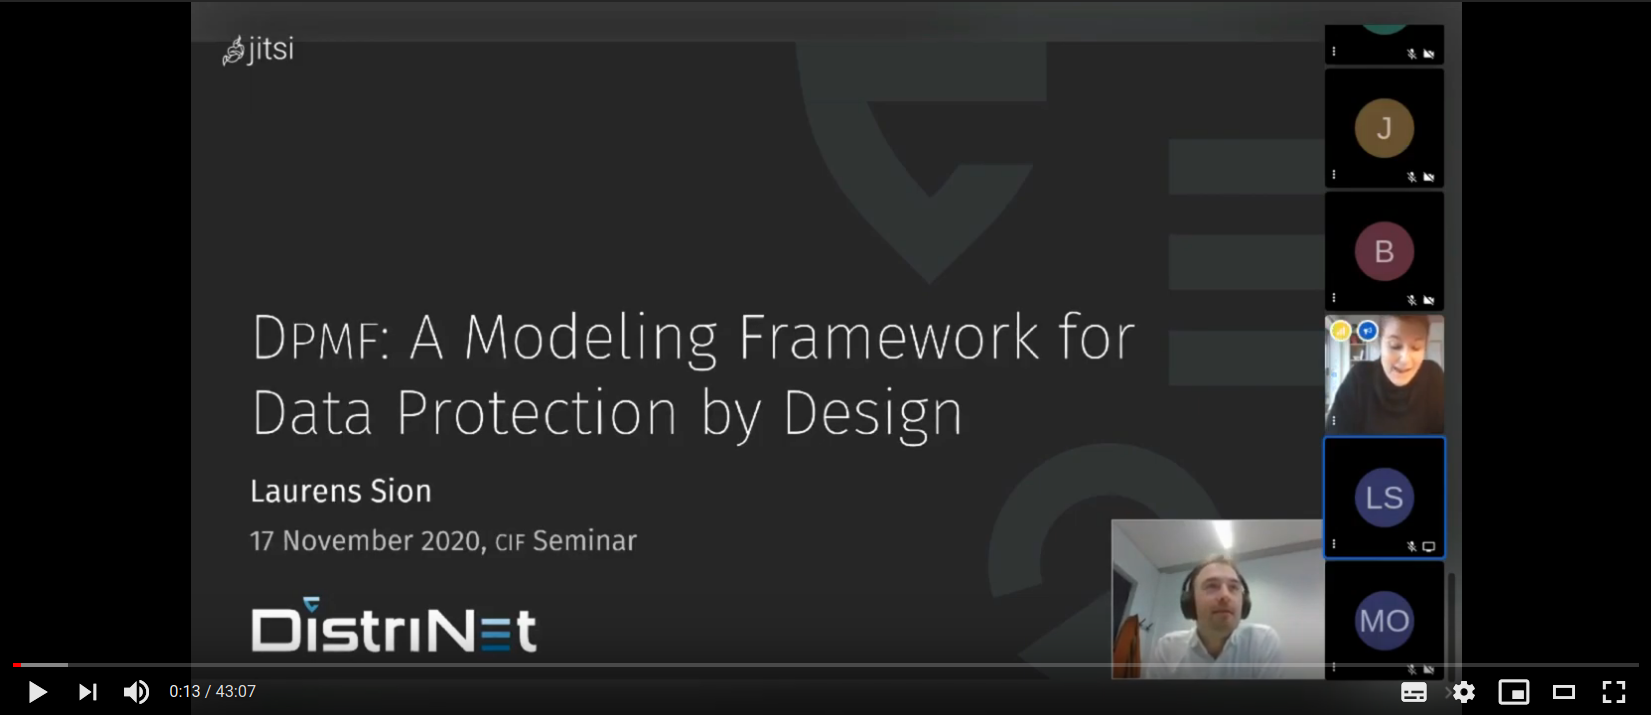 jitsi
DPMF: A Modeling Framework for
Data Protection by Design
Laurens Sion
17 November 2020, CIF Seminar
DistriNet
J
B
LS
MO
0:13 / 43:07